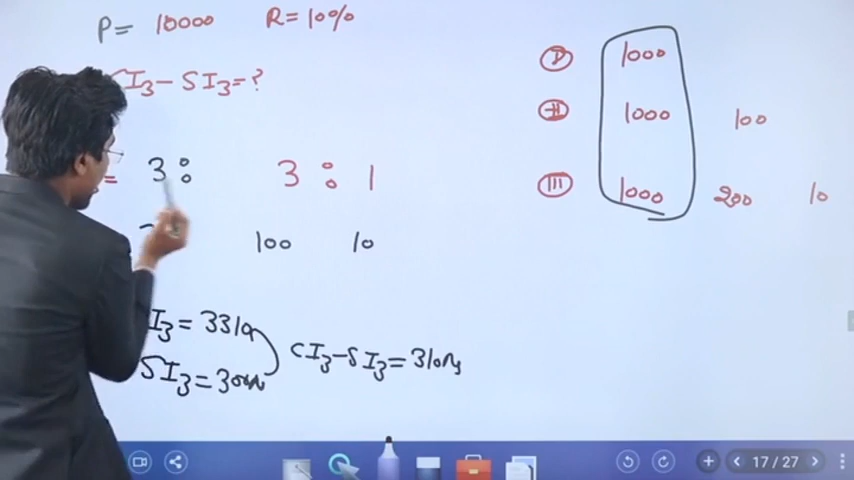 P= 10000 R= 10%
I₃- SI₃=?
= 3: 3 : 1
100 10
I₃ = 3310
SI₃=3000
CI₃-SI₃= 310
I 1000
II 1000 100
III 1000 200 10
17 / 27